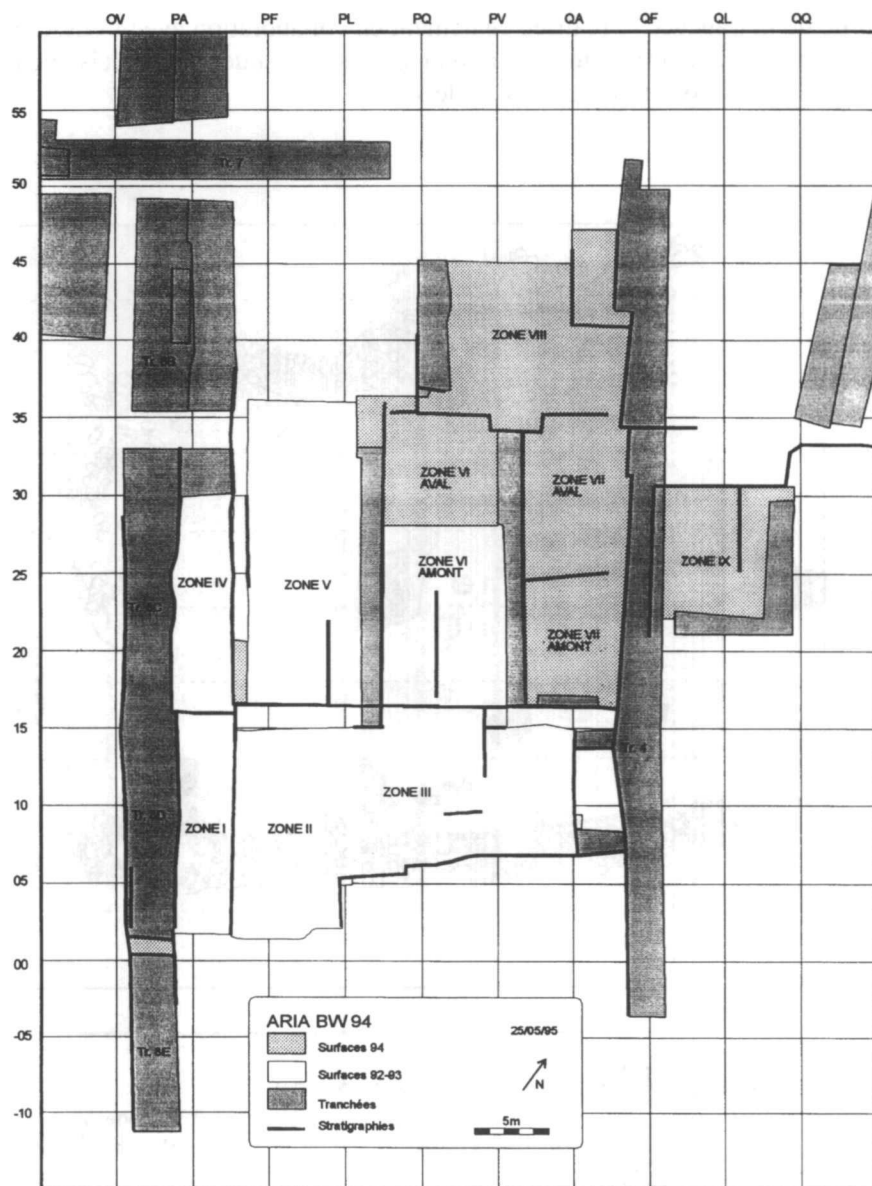 OV PA PF PL PQ PV QA QF QL QQ
55
Tr. 7
50
45
40
ZONE VIII
Tr. 8B
35
ZONE VI
AVAL
ZONE VII
AVAL
30
ZONE IV
ZONE V
ZONE VI
AMONT
ZONE IX
25
Tr. 8C
20
ZONE VII
AMONT
15
Tr. 4
10
Tr. 8D
ZONE I
ZONE II
ZONE III
05
00
-05
Tr. 8E
-10
ARIA BW 94
25/05/95
Surfaces 94
Surfaces 92-93
N
Tranchées
5m
Stratigraphies